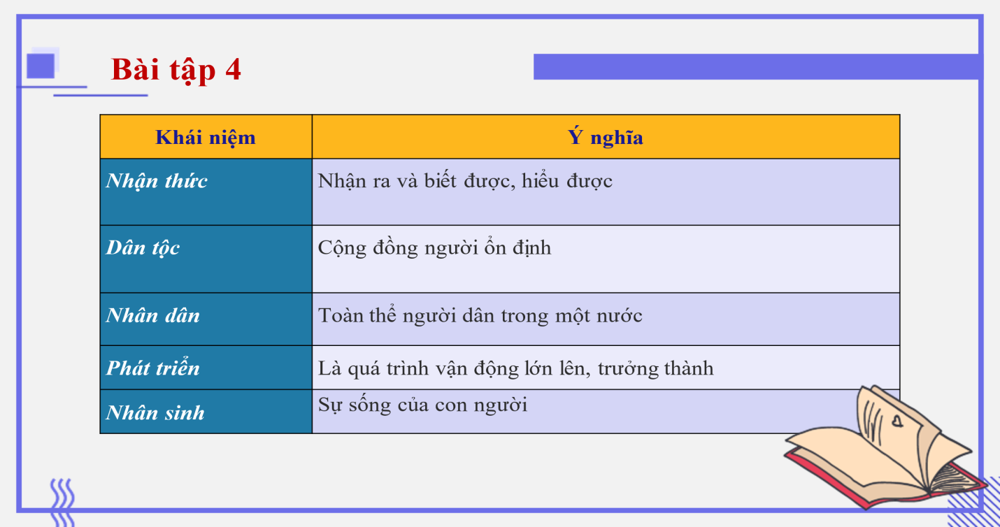 Bài tập 4
Khái niệm
Ý nghĩa
Nhận thức
Nhận ra và biết được, hiểu được
Dân tộc
Cộng đồng người ổn định
Nhân dân
Toàn thể người dân trong một nước
Phát triển
Là quá trình vận động lớn lên, trưởng thành
Nhân sinh
Sự sống của con người